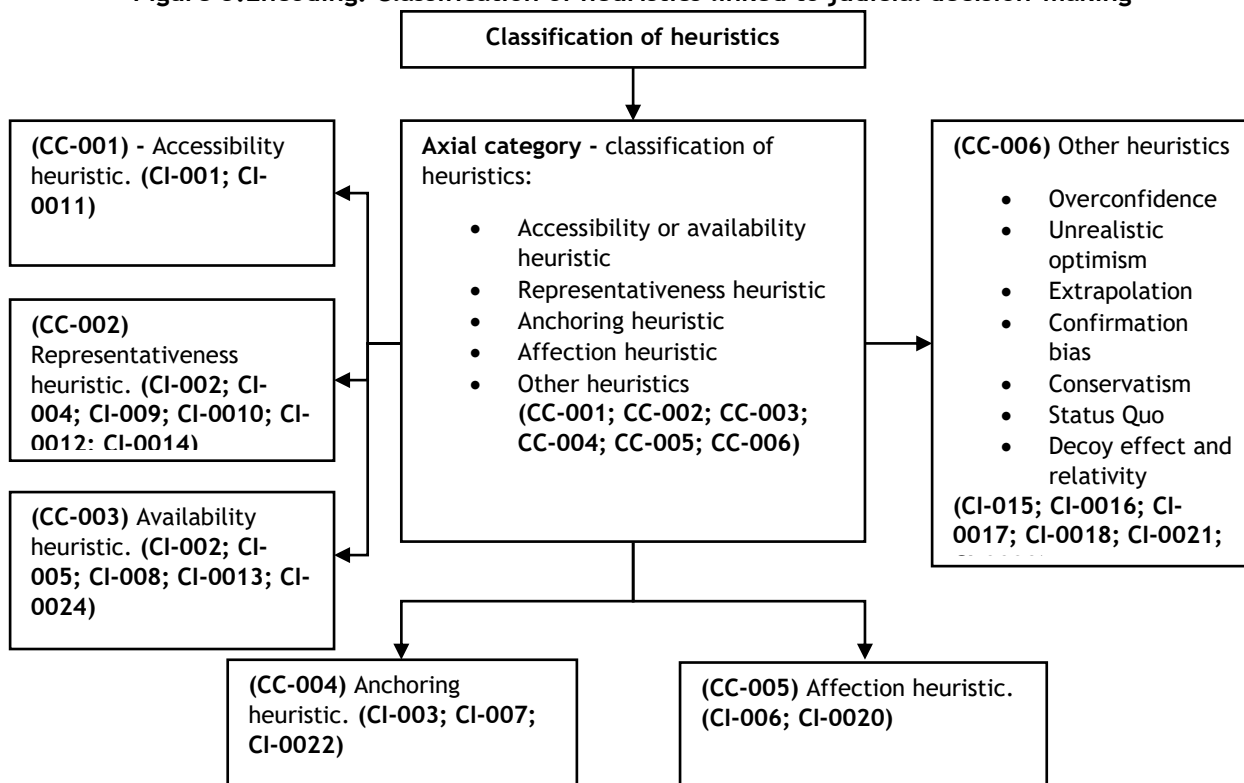 Classification of heuristics
(CC-001) - Accessibility
heuristic. (CI-001; CI-
0011)
(CC-002)
Representativeness
heuristic. (CI-002; CI-
004; CI-009; CI-0010; CI-
0012; CI-0014)
(CC-003) Availability
heuristic. (CI-002; CI-
005; CI-008; CI-0013; CI-
0024)
Axial category - classification of
heuristics:
• Accessibility or availability
heuristic
• Representativeness heuristic
• Anchoring heuristic
• Affection heuristic
• Other heuristics
(CC-001; CC-002; CC-003;
CC-004; CC-005; CC-006)
(CC-006) Other heuristics
• Overconfidence
• Unrealistic
optimism
• Extrapolation
• Confirmation
bias
• Conservatism
• Status Quo
• Decoy effect and
relativity
(CI-015; CI-0016; CI-
0017; CI-0018; CI-0021;
(CC-004) Anchoring
heuristic. (CI-003; CI-007;
CI-0022)
(CC-005) Affection heuristic.
(CI-006; CI-0020)